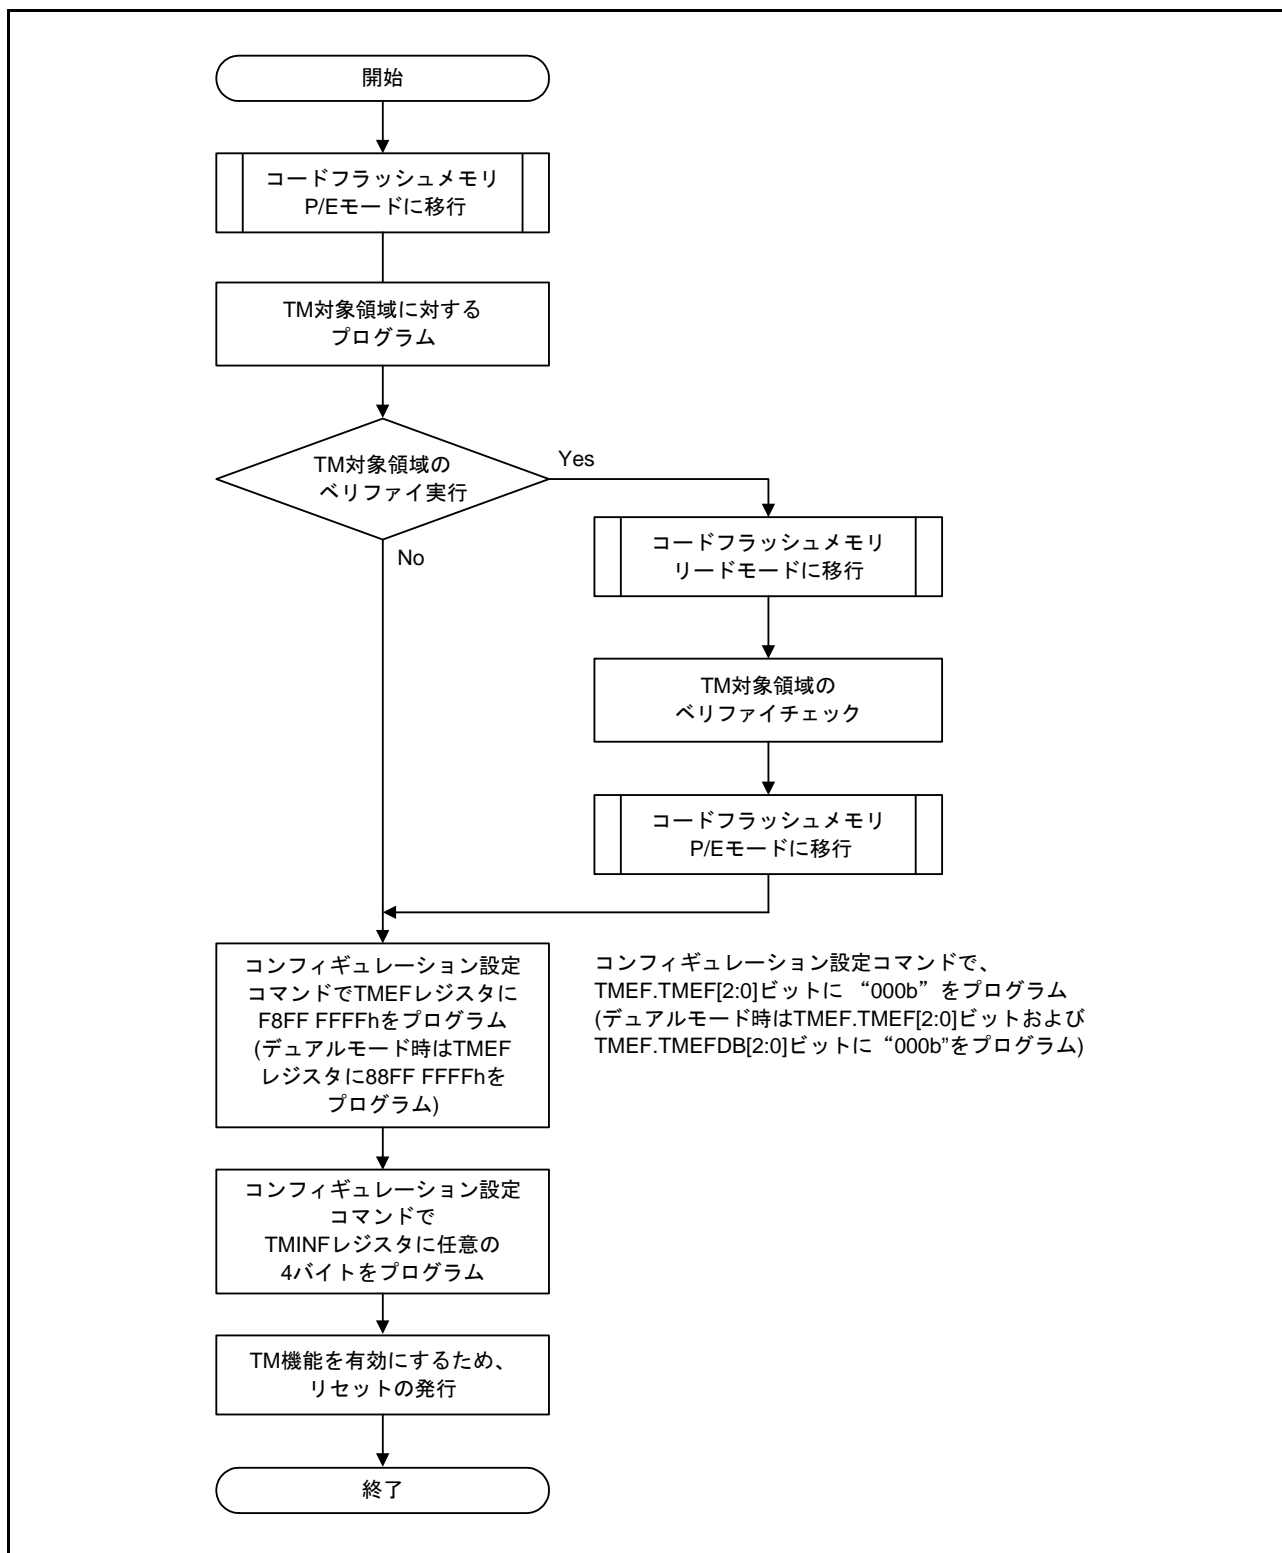 開始
コードフラッシュメモリ
P/Eモードに移行
TM対象領域に対する
プログラム
TM対象領域の
ベリファイ実行
Yes
No
コードフラッシュメモリ
リードモードに移行
TM対象領域の
ベリファイチェック
コードフラッシュメモリ
P/Eモードに移行
コンフィギュレーション設定
コマンドでTMEFレジスタに
F8FF FFFFhをプログラム
(デュアルモード時はTMEF
レジスタに88FF FFFFhを
プログラム)
コンフィギュレーション設定コマンドで、
TMEF.TMEF[2:0]ビットに “000b” をプログラム
(デュアルモード時はTMEF.TMEF[2:0]ビットおよび
TMEF.TMEFDB[2:0]ビットに “000b”をプログラム)
コンフィギュレーション設定
コマンドで
TMINFレジスタに任意の
4バイトをプログラム
TM機能を有効にするため、
リセットの発行
終了